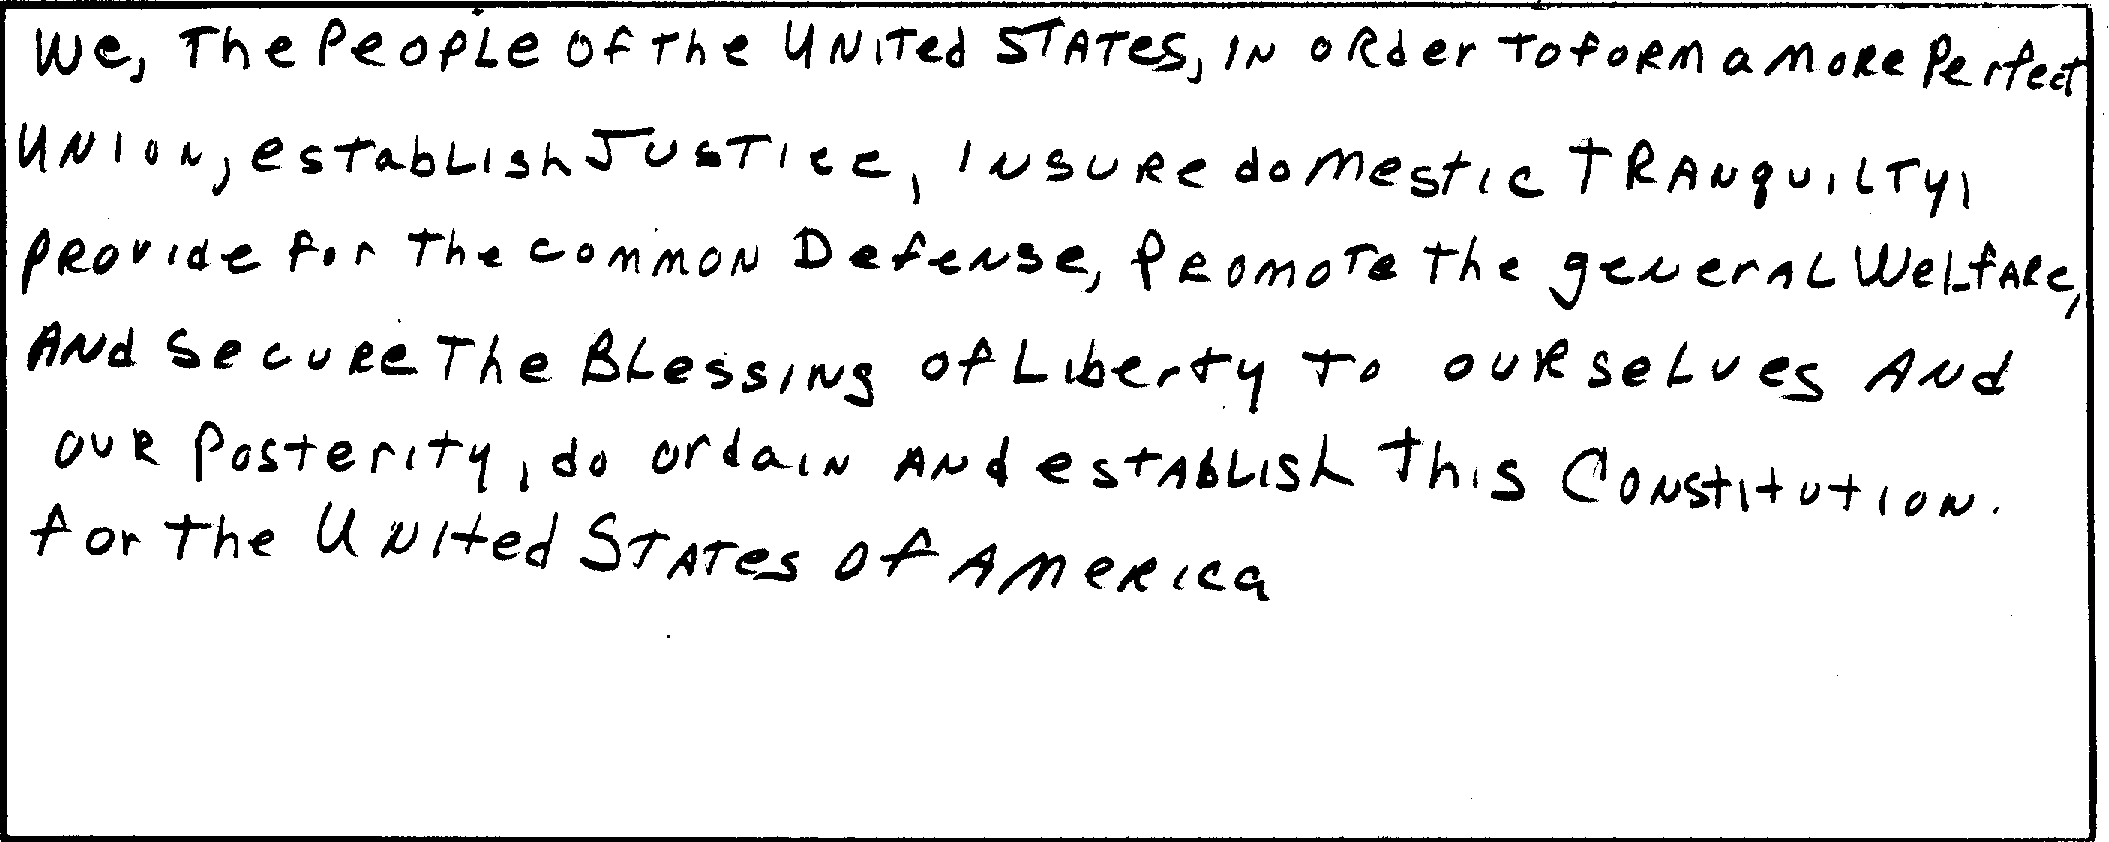 We, The People of the United States, in order to form a more Perfect
Union, establish Justice, insure domestic Tranquilty,
provide for the common Defense, Promote the general Welfare,
And Secure The Blessing of Liberty to ourselves And
our Posterity, do ordain and establish this Constitution.
for the United States of America